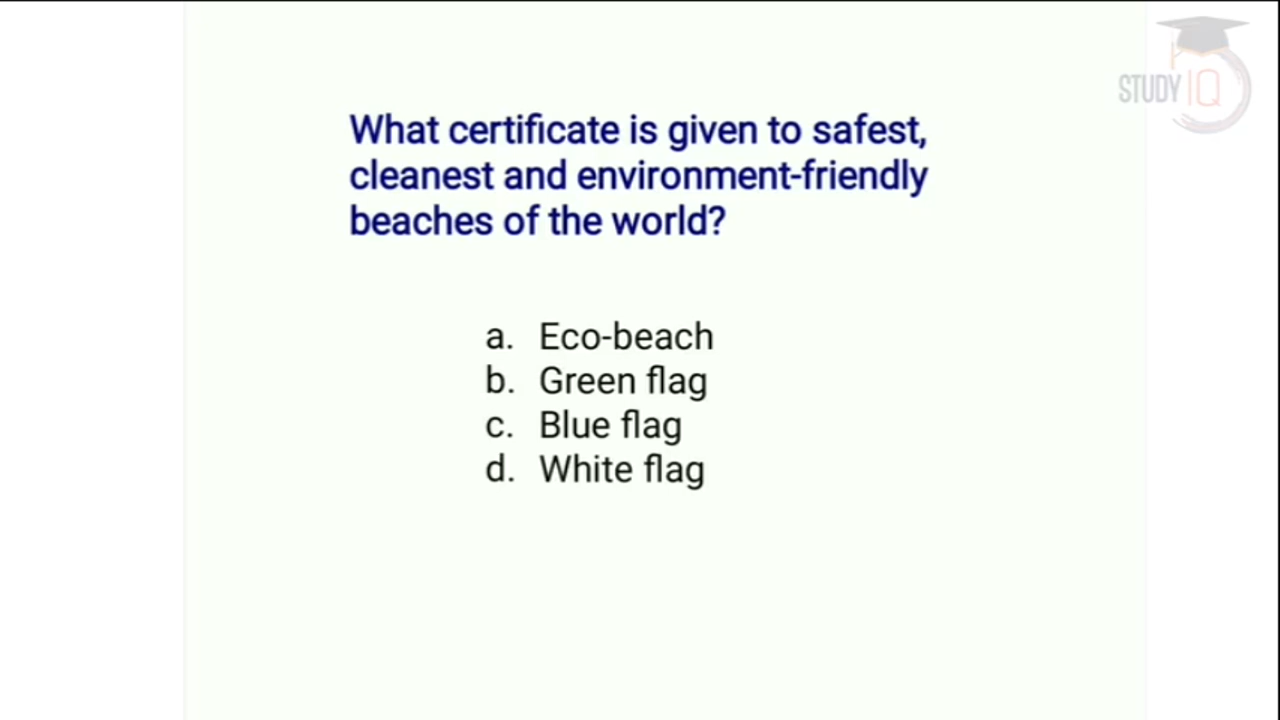 STUDY IQ
What certificate is given to safest,
cleanest and environment-friendly
beaches of the world?
a. Eco-beach
b. Green flag
c. Blue flag
d. White flag